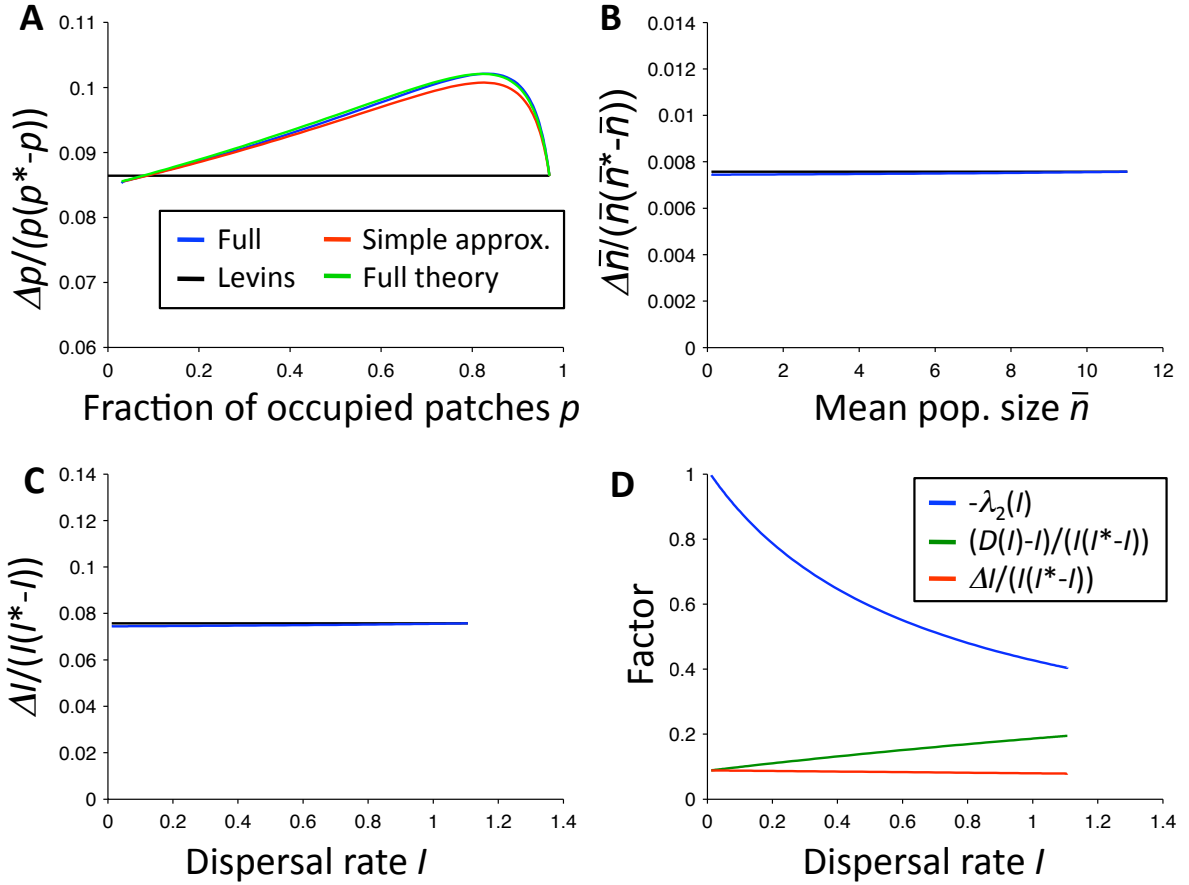 A
Δp/(p(p*-p))
0.11
0.1
0.09
0.08
0.07
0.06
0 0.2 0.4 0.6 0.8 1
Full
Simple approx.
Levins
Full theory
Fraction of occupied patches p
B
Δn̄/(n̄(n̄*-n̄))
0.014
0.012
0.01
0.008
0.006
0.004
0.002
0
0 2 4 6 8 10 12
Mean pop. size n̄
C
ΔI/(I(I*-I))
0.14
0.12
0.1
0.08
0.06
0.04
0.02
0
0 0.2 0.4 0.6 0.8 1 1.2 1.4
Dispersal rate I
D
Factor
1
0.8
0.6
0.4
0.2
0
-λ₂(I)
(D(I)-I)/(I(I*-I))
ΔI/(I(I*-I))
0 0.2 0.4 0.6 0.8 1 1.2 1.4
Dispersal rate I